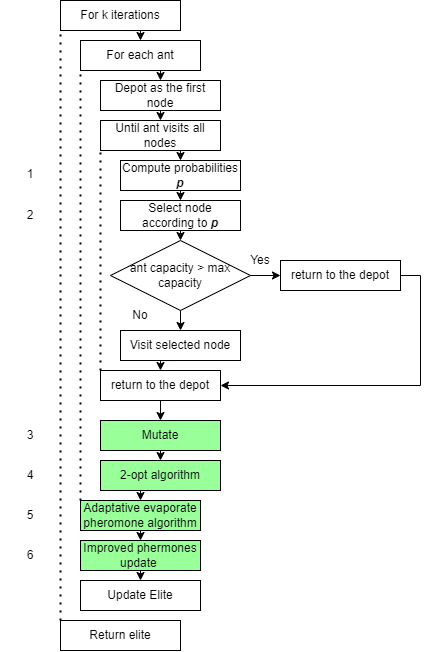 For k iterations
For each ant
Depot as the first
node
Until ant visits all
nodes
1
Compute probabilities
p
2
Select node
according to p
ant capacity > max
capacity
Yes
return to the depot
No
Visit selected node
return to the depot
3
Mutate
4
2-opt algorithm
5
Adaptative evaporate
pheromone algorithm
6
Improved phermones
update
Update Elite
Return elite